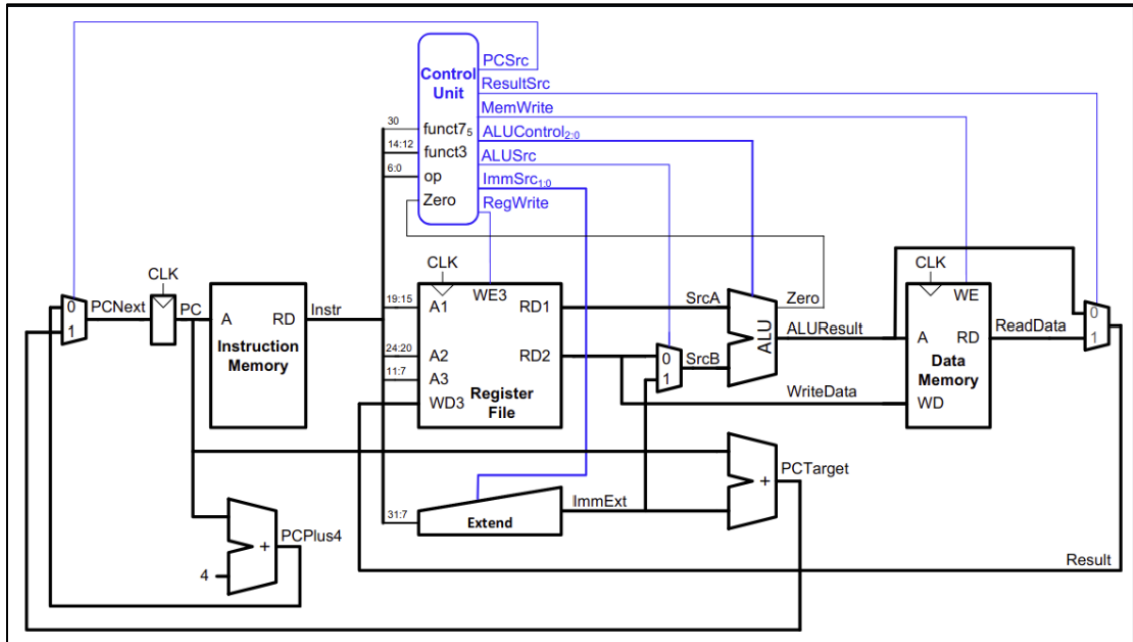 PCSrc
Control
Unit
ResultSrc
MemWrite
30
funct7₅
ALUControl₂:₀
14:12
funct3
ALUSrc
6:0
op
ImmSrc₁:₀
Zero
RegWrite
CLK
CLK
CLK
0
1
PCNext
PC
A
RD
Instruction
Memory
Instr
19:15
A1
WE3
RD1
24:20
A2
RD2
11:7
A3
WD3
Register
File
SrcA
0
1
SrcB
ALU
Zero
ALUResult
WriteData
WE
A
RD
Data
Memory
WD
ReadData
0
1
PCTarget
+
31:7
Extend
ImmExt
PCPlus4
+
4
Result